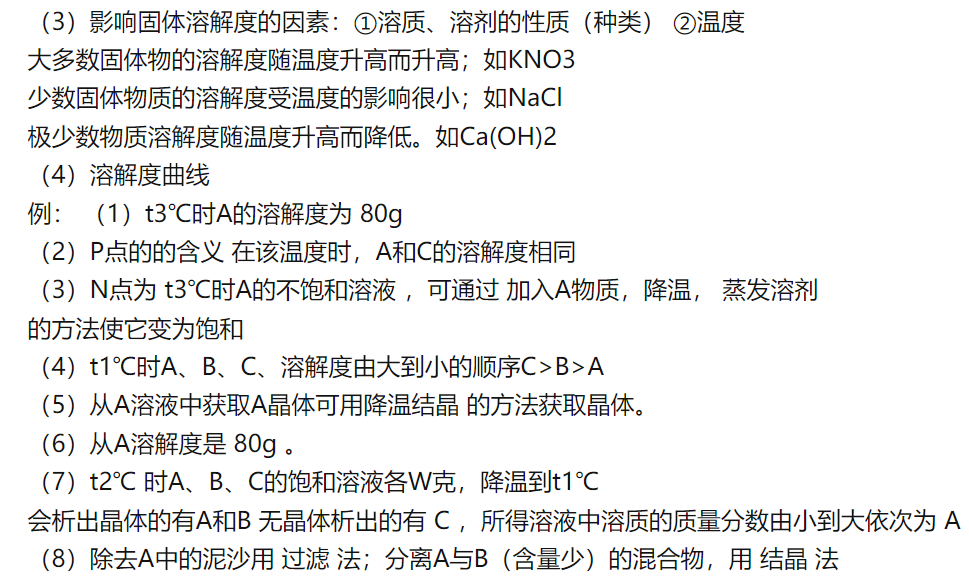 （3）影响固体溶解度的因素：①溶质、溶剂的性质（种类） ②温度
大多数固体物的溶解度随温度升高而升高；如KNO3
少数固体物质的溶解度受温度的影响很小；如NaCl
极少数物质溶解度随温度升高而降低。如Ca(OH)2
（4）溶解度曲线
例： （1）t3℃时A的溶解度为 80g
（2）P点的的含义 在该温度时，A和C的溶解度相同
（3）N点为 t3℃时A的不饱和溶液 ，可通过 加入A物质，降温， 蒸发溶剂
的方法使它变为饱和
（4）t1℃时A、B、C、溶解度由大到小的顺序C>B>A
（5）从A溶液中获取A晶体可用降温结晶 的方法获取晶体。
（6）从A溶解度是 80g 。
（7）t2℃ 时A、B、C的饱和溶液各W克，降温到t1℃
会析出晶体的有A和B 无晶体析出的有 C ，所得溶液中溶质的质量分数由小到大依次为 A
（8）除去A中的泥沙用 过滤 法；分离A与B（含量少）的混合物，用 结晶 法